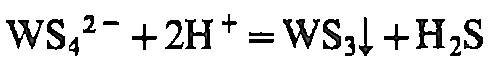 WS₄²⁻ + 2H⁺ = WS₃↓ + H₂S